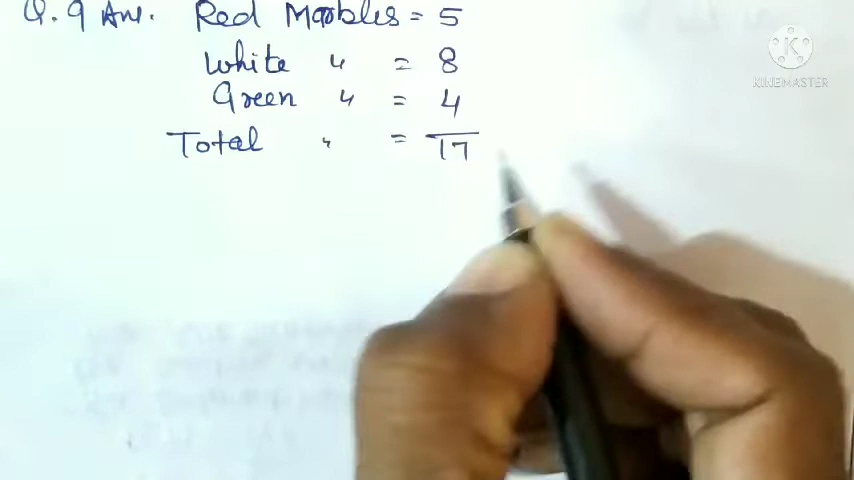 Q.9 Ans. Red Marbles = 5
White " = 8
Green " = 4
Total " = 17
K
KINEMASTER